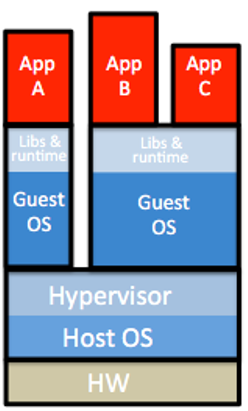 App
A
App
B
App
C
Libs &
runtime
Guest
OS
Libs &
runtime
Guest
OS
Hypervisor
Host OS
HW